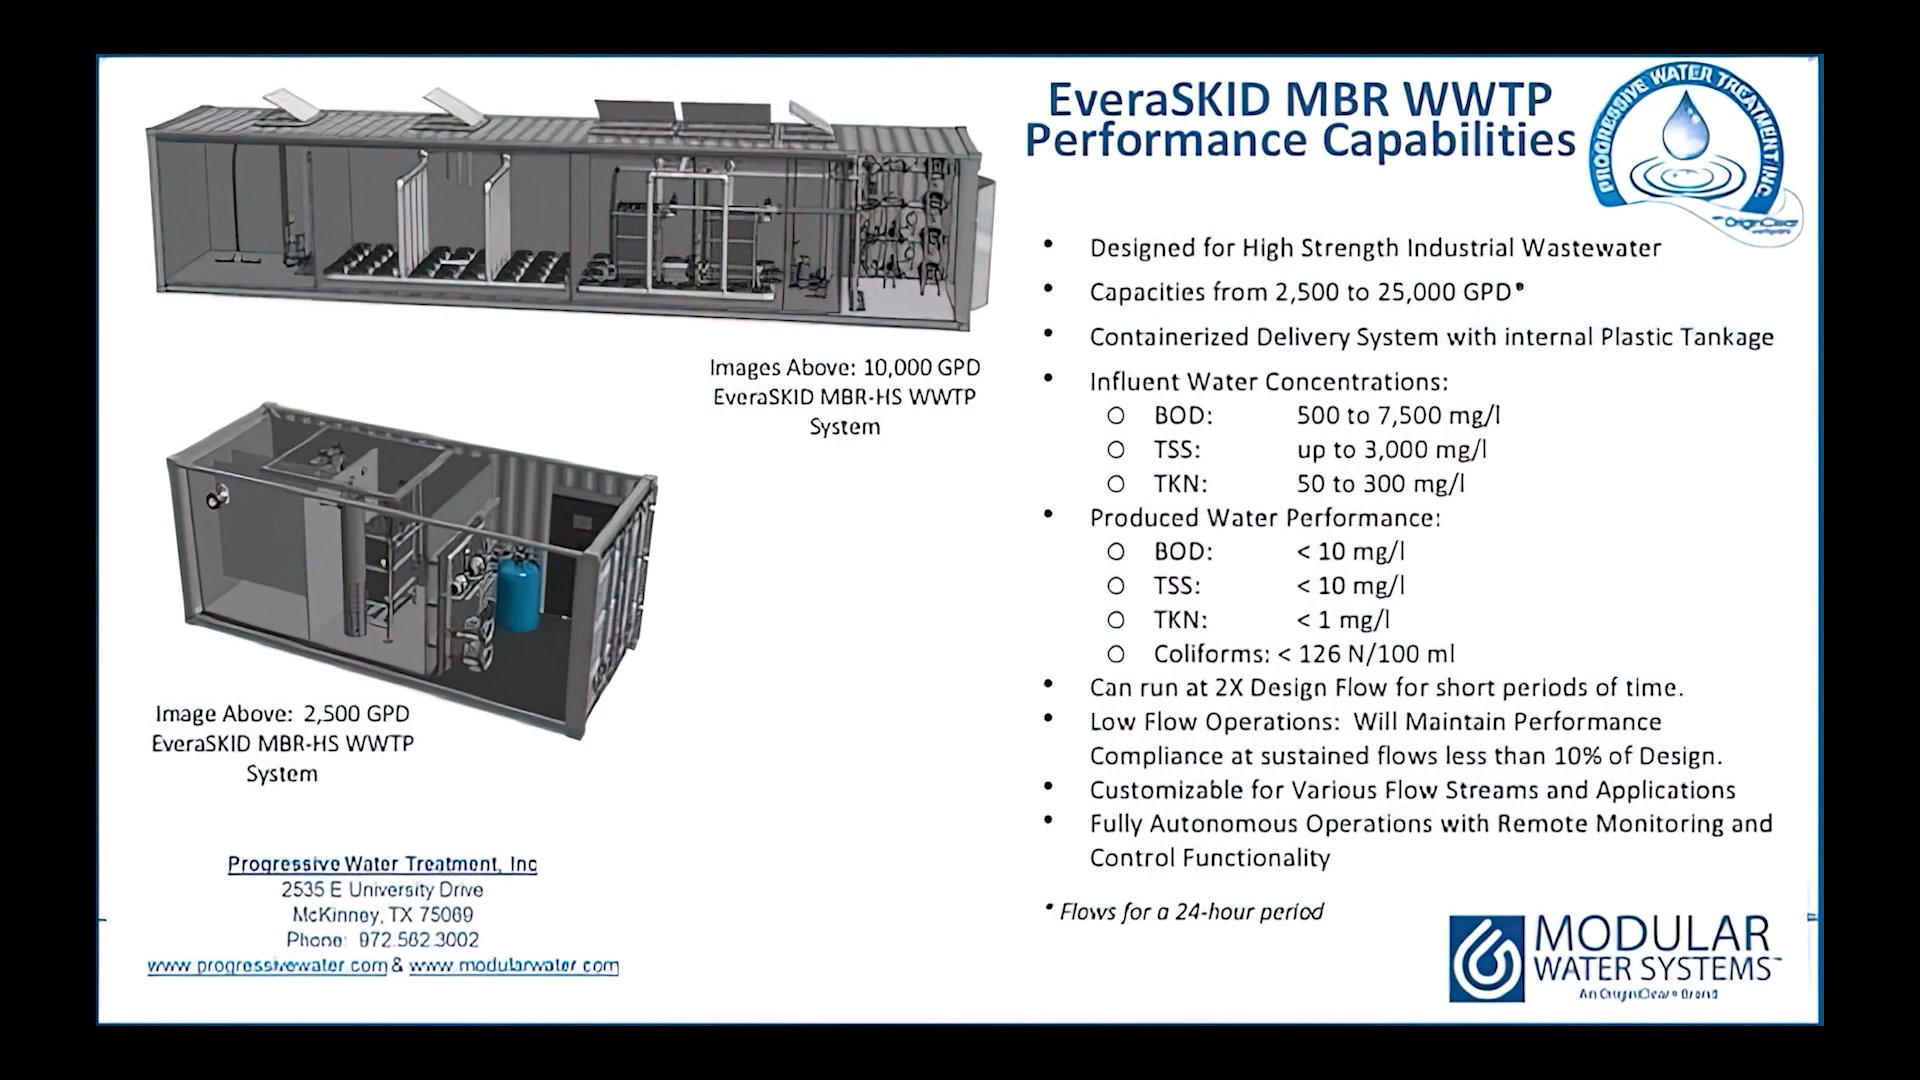 EveraSKID MBR WWTP
Performance Capabilities
PROGRESSIVE WATER TREATMENT, INC.
OriginClear
• Designed for High Strength Industrial Wastewater
• Capacities from 2,500 to 25,000 GPD*
• Containerized Delivery System with internal Plastic Tankage
• Influent Water Concentrations:
○ BOD: 500 to 7,500 mg/l
○ TSS: up to 3,000 mg/l
○ TKN: 50 to 300 mg/l
• Produced Water Performance:
○ BOD: < 10 mg/l
○ TSS: < 10 mg/l
○ TKN: < 1 mg/l
○ Coliforms: < 126 N/100 ml
• Can run at 2X Design Flow for short periods of time.
• Low Flow Operations: Will Maintain Performance
Compliance at sustained flows less than 10% of Design.
• Customizable for Various Flow Streams and Applications
• Fully Autonomous Operations with Remote Monitoring and
Control Functionality
* Flows for a 24-hour period
Images Above: 10,000 GPD
EveraSKID MBR-HS WWTP
System
Image Above: 2,500 GPD
EveraSKID MBR-HS WWTP
System
Progressive Water Treatment, Inc
2535 E University Drive
McKinney, TX 75069
Phone: 972.562.3002
www.progressivewater.com & www.modularwater.com
MODULAR
WATER SYSTEMS™
An OriginClear® Brand